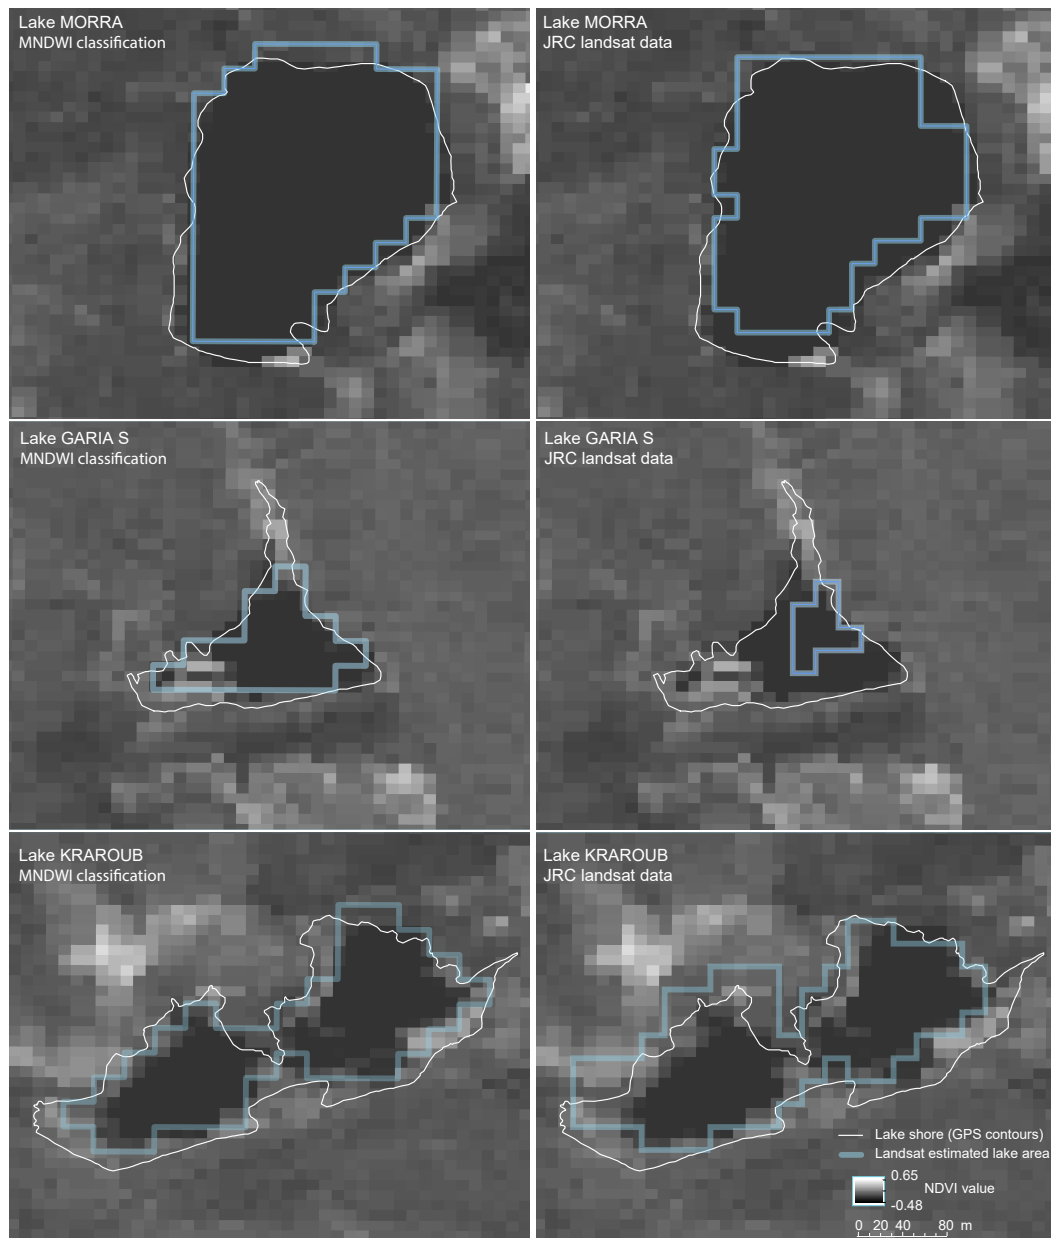 Lake MORRA
MNDWI classification
Lake MORRA
JRC landsat data
Lake GARIA S
MNDWI classification
Lake GARIA S
JRC landsat data
Lake KRAROUB
MNDWI classification
Lake KRAROUB
JRC landsat data
Lake shore (GPS contours)
Landsat estimated lake area
0.65
NDVI value
-0.48
0 20 40 80 m